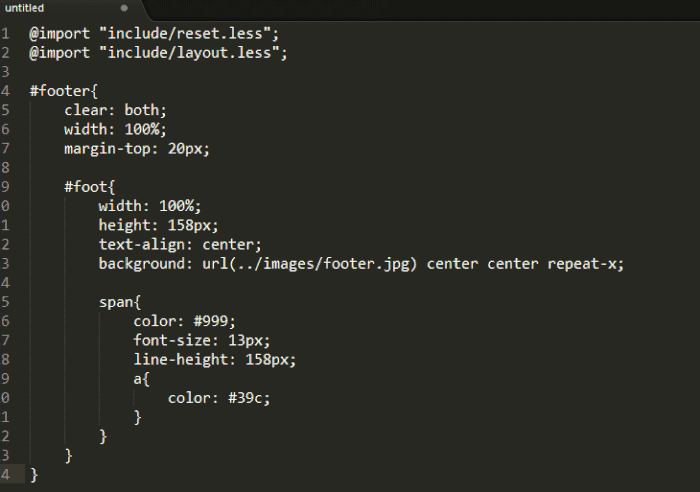 untitled
1 @import "include/reset.less";
2 @import "include/layout.less";
3
4 #footer{
5 clear: both;
6 width: 100%;
7 margin-top: 20px;
8
9 #foot{
0 width: 100%;
1 height: 158px;
2 text-align: center;
3 background: url(../images/footer.jpg) center center repeat-x;
4
5 span{
6 color: #999;
7 font-size: 13px;
8 line-height: 158px;
9 a{
0 color: #39c;
1 }
2 }
3 }
4 }